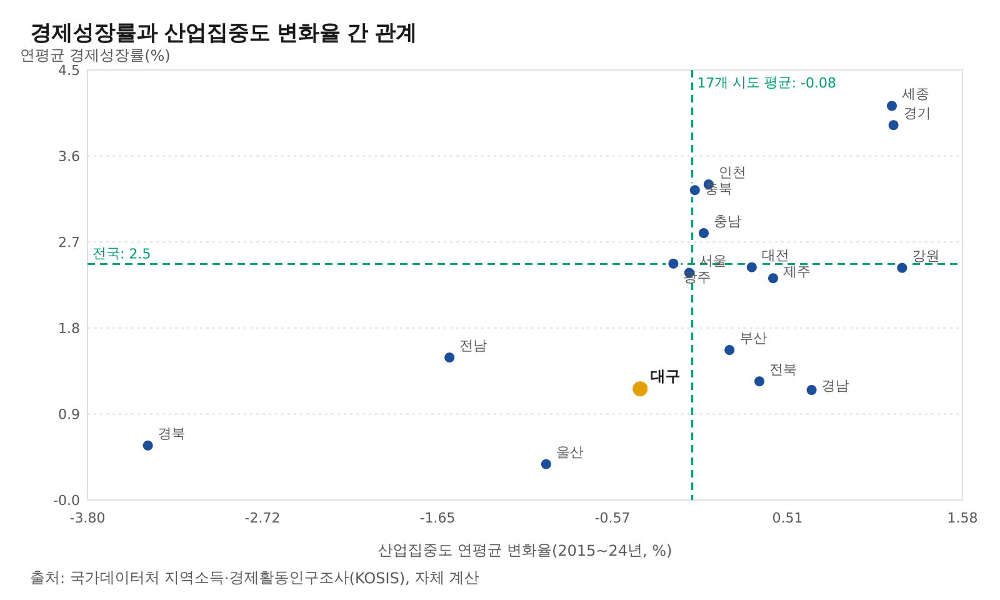 경제성장률과 산업집중도 변화율 간 관계
연평균 경제성장률(%)
4.5
17개 시도 평균: -0.08
세종
경기
3.6
인천
충북
충남
2.7
전국: 2.5
서울
대전
강원
광주
제주
1.8
전남
부산
대구
전북
경남
0.9
경북
울산
-0.0
-3.80 -2.72 -1.65 -0.57 0.51 1.58
산업집중도 연평균 변화율(2015~24년, %)
출처: 국가데이터처 지역소득·경제활동인구조사(KOSIS), 자체 계산